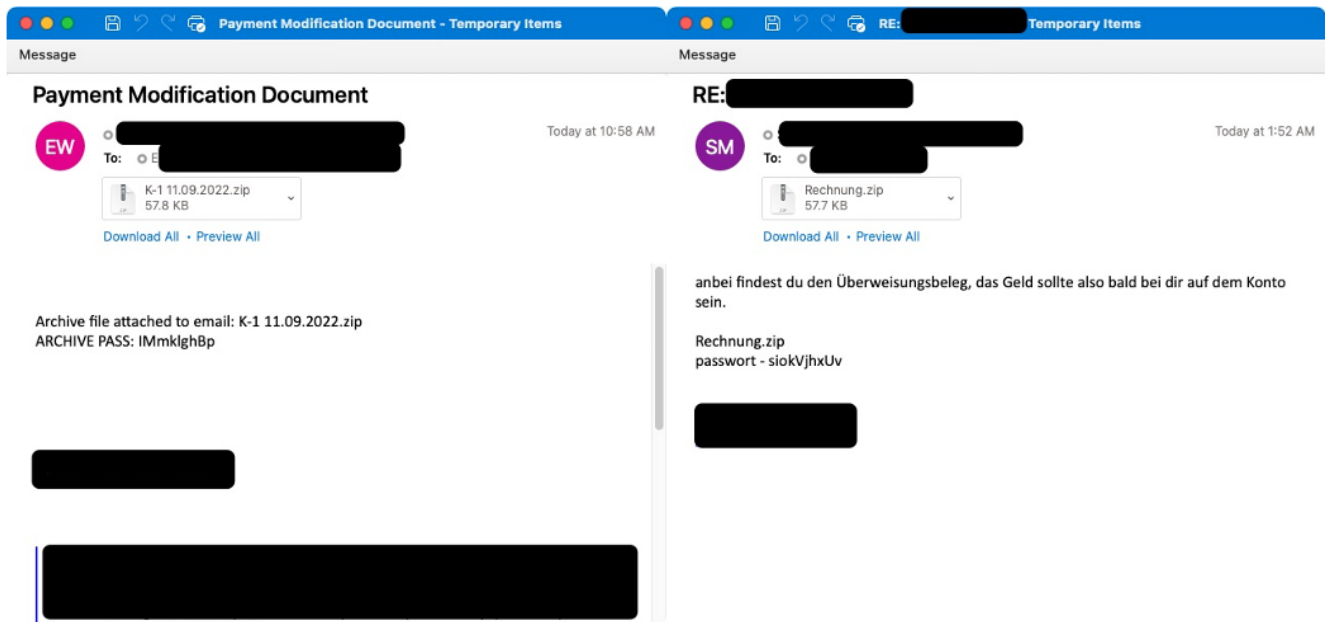 Payment Modification Document - Temporary Items
Message
Payment Modification Document
EW
Today at 10:58 AM
To: E
K-1 11.09.2022.zip
57.8 KB
Download All • Preview All
Archive file attached to email: K-1 11.09.2022.zip
ARCHIVE PASS: IMmklghBp
RE: Temporary Items
Message
RE:
SM
Today at 1:52 AM
To:
Rechnung.zip
57.7 KB
Download All • Preview All
anbei findest du den Überweisungsbeleg, das Geld sollte also bald bei dir auf dem Konto
sein.
Rechnung.zip
passwort - siokVjhxUv